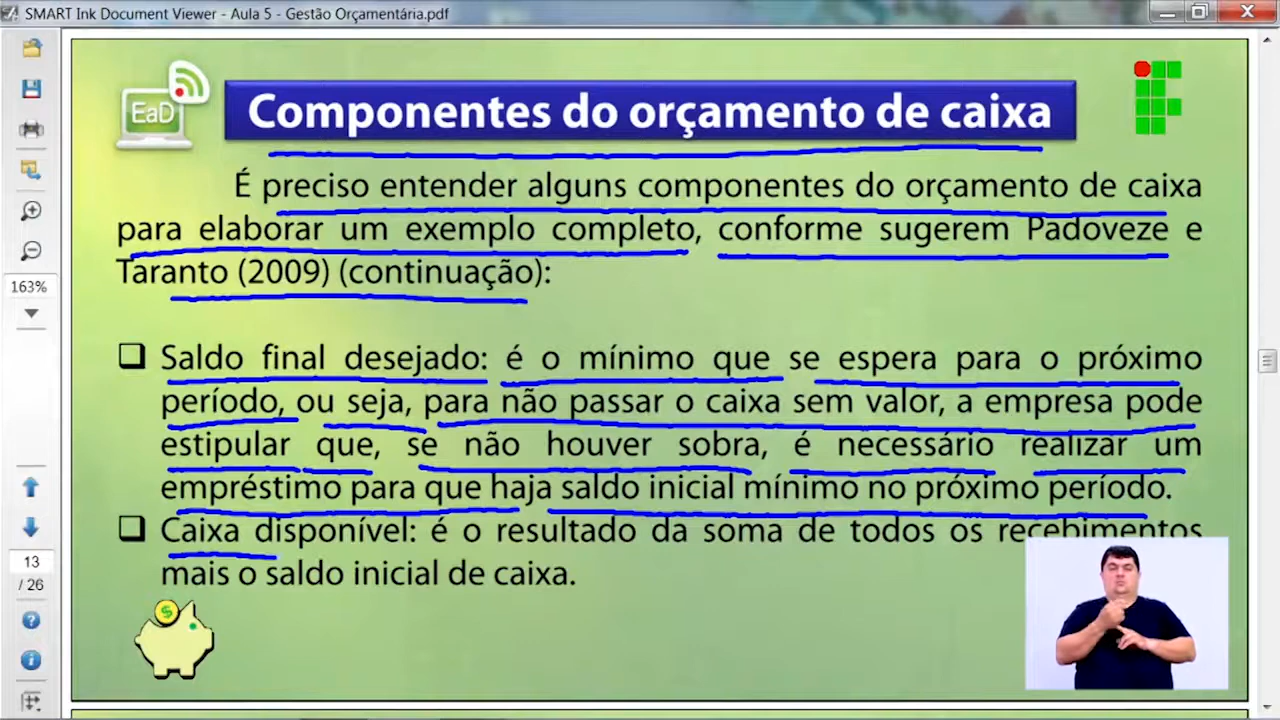 SMART Ink Document Viewer - Aula 5 - Gestão Orçamentária.pdf
EaD
Componentes do orçamento de caixa
É preciso entender alguns componentes do orçamento de caixa
para elaborar um exemplo completo, conforme sugerem Padoveze e
Taranto (2009) (continuação):
Saldo final desejado: é o mínimo que se espera para o próximo
período, ou seja, para não passar o caixa sem valor, a empresa pode
estipular que, se não houver sobra, é necessário realizar um
empréstimo para que haja saldo inicial mínimo no próximo período.
Caixa disponível: é o resultado da soma de todos os recebimentos
mais o saldo inicial de caixa.
163%
13
/ 26
$